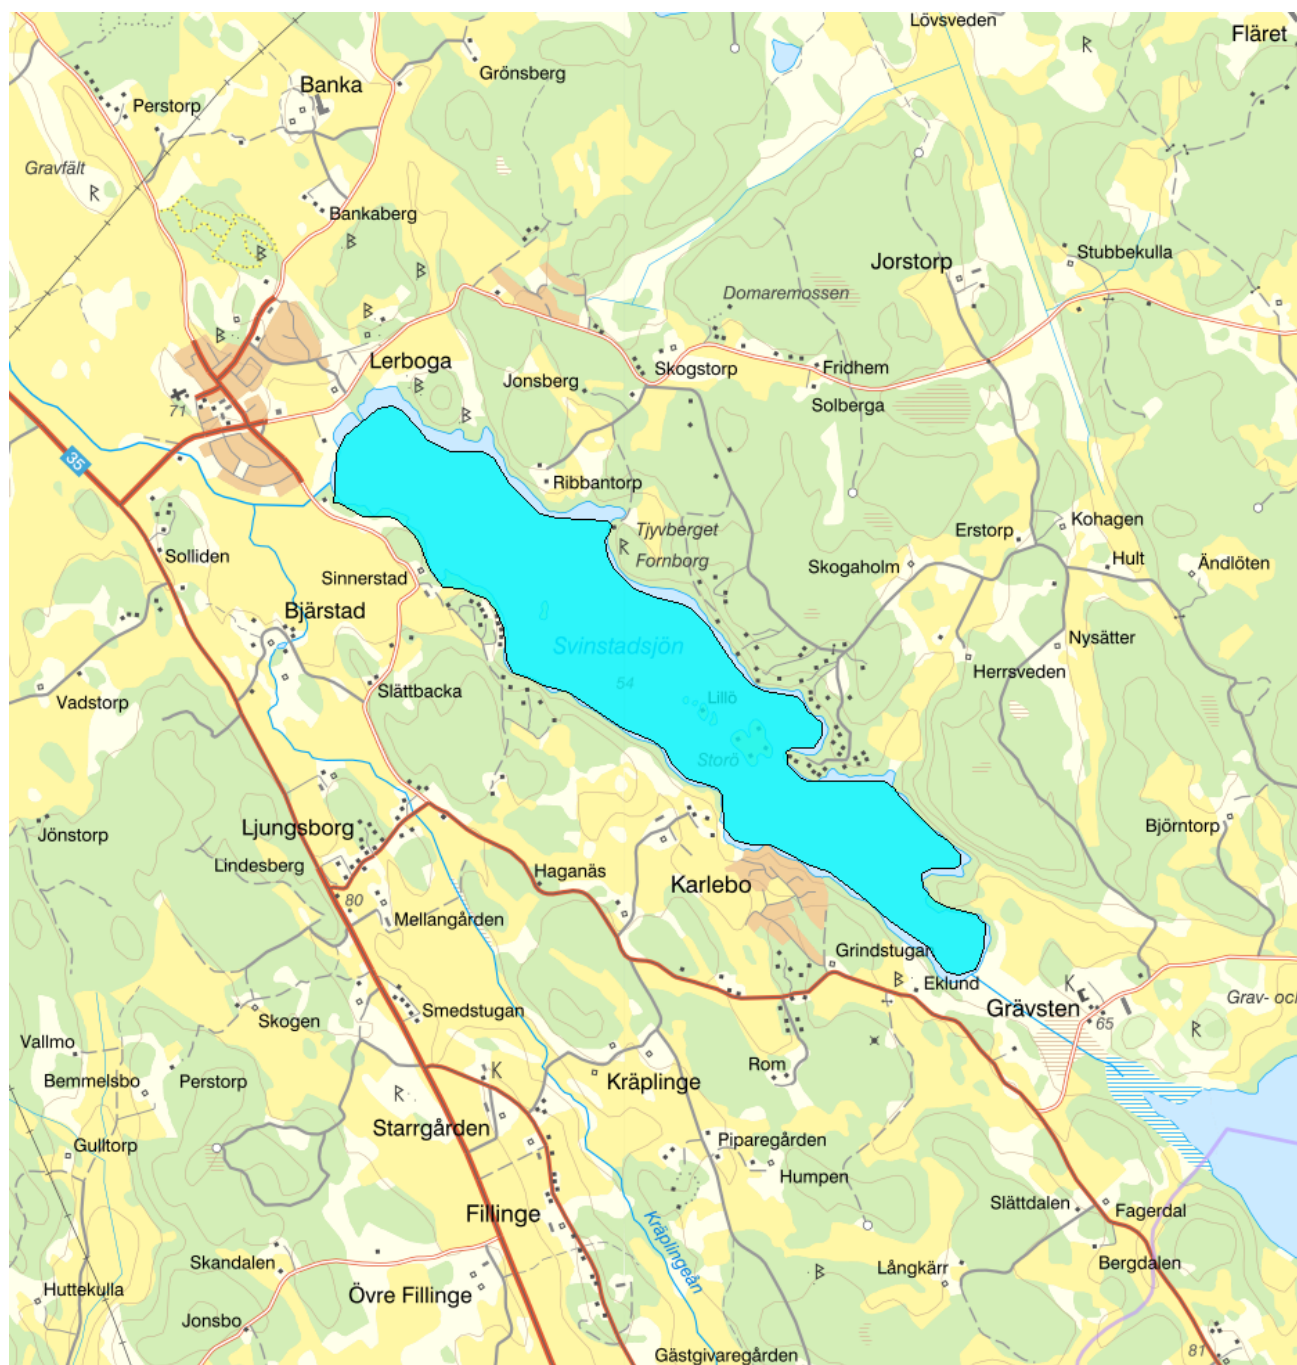 Lövsveden
Fläret
Grönsberg
Banka
Perstorp
Gravfält
Bankaberg
Stubbekulla
Jorstorp
Domaremossen
Lerboga
Jonsberg
Skogstorp
Fridhem
Solberga
71
35
Ribbantorp
Tjyvberget
Fornborg
Kohagen
Erstorp
Solliden
Sinnerstad
Skogaholm
Hult
Ändlöten
Bjärstad
Nysätter
Svinstadsjön
Herrsveden
54
Slättbacka
Vadstorp
Lillö
Storö
Jönstorp
Ljungsborg
Björntorp
Lindesberg
Haganäs
Karlebo
80
Mellangården
Grindstugan
Eklund
Grav- och
Skogen
Smedstugan
Grävsten
65
Vallmo
Bemmelsbo
Perstorp
Kräplinge
Rom
Starrgården
Gulltorp
Piparegården
Humpen
Slättdalen
Fagerdal
Fillinge
Kräplingeån
Skandalen
Långkärr
Bergdalen
Huttekulla
Övre Fillinge
Jonsbo
Gästgivaregården
81